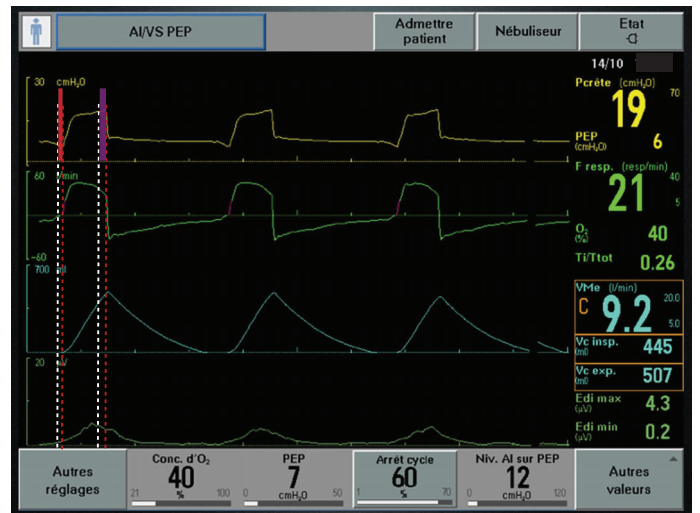 AI/VS PEP
Admettre
patient
Nébuliseur
Etat
14/10
30 cmH₂O
Pcrête (cmH₂O)
70
19
PEP
(cmH₂O)
6
60 l/min
F resp. (resp/min)
40
21
5
O₂
(%)
40
-60
Ti/Ttot
0.26
700 ml
VMe (l/min)
C
9.2
20.0
5.0
Vc insp.
(ml)
445
20 µV
Vc exp.
(ml)
507
Edi max
(µV)
4.3
Edi min
(µV)
0.2
Autres
réglages
Conc. d'O₂
40
21 % 100
PEP
7
0 cmH₂O 50
Arrêt cycle
60
1 % 70
Niv. AI sur PEP
12
0 cmH₂O 120
Autres
valeurs